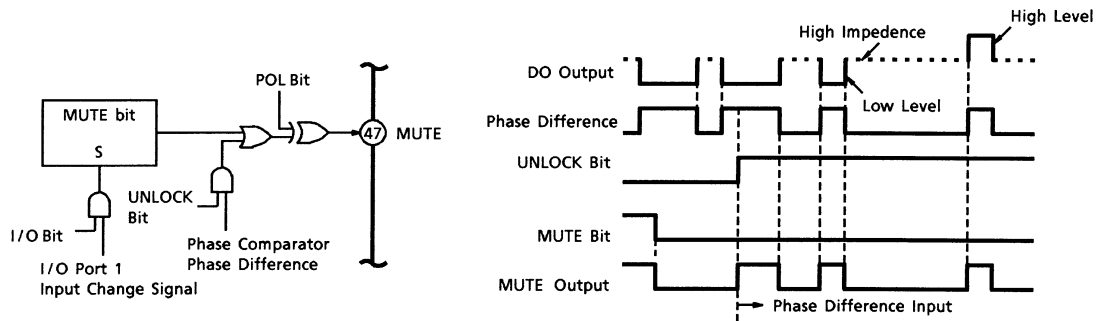 POL Bit
MUTE bit
S
47
MUTE
UNLOCK
Bit
I/O Bit
Phase Comparator
Phase Difference
I/O Port 1
Input Change Signal
High Level
High Impedence
DO Output
Low Level
Phase Difference
UNLOCK Bit
MUTE Bit
MUTE Output
Phase Difference Input